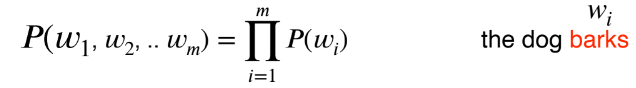 P(w₁, w₂, .. wₘ) = ∏ᵢ₌₁ᵐ P(wᵢ)
wᵢ
the dog barks